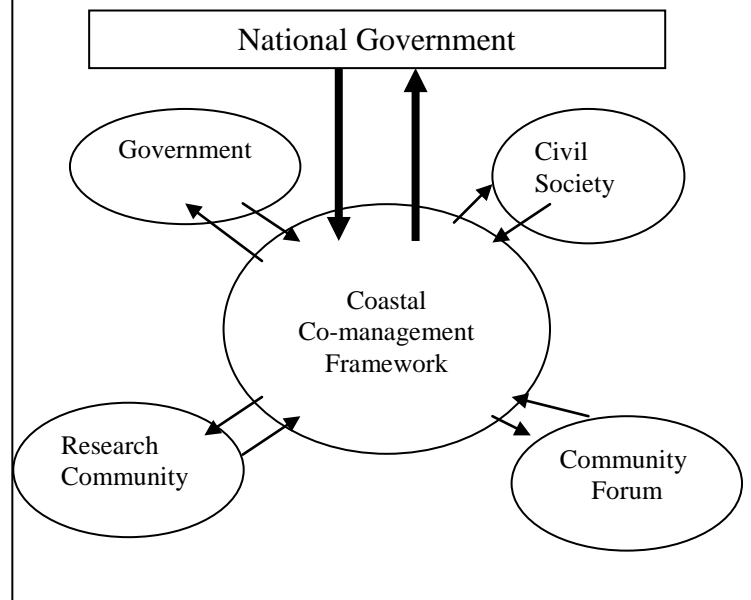 National Government
Government
Civil
Society
Coastal
Co-management
Framework
Research
Community
Community
Forum